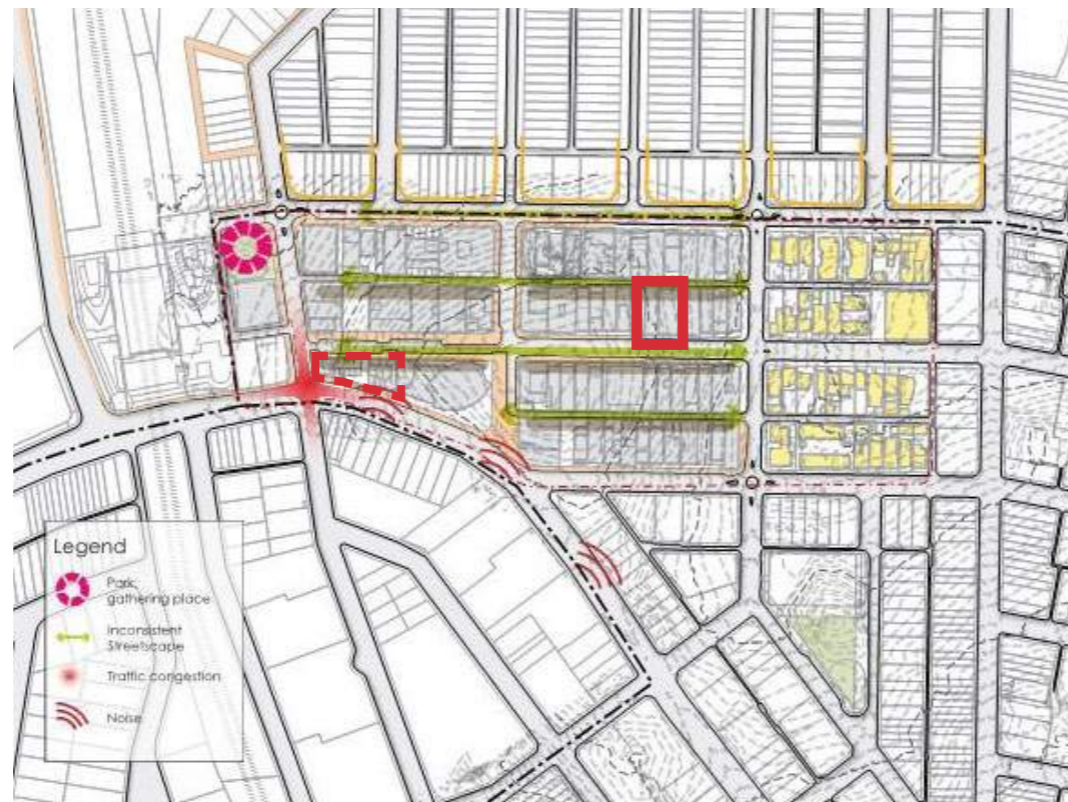 Legend
Park,
gathering place
Inconsistent
Streetscape
Traffic congestion
Noise